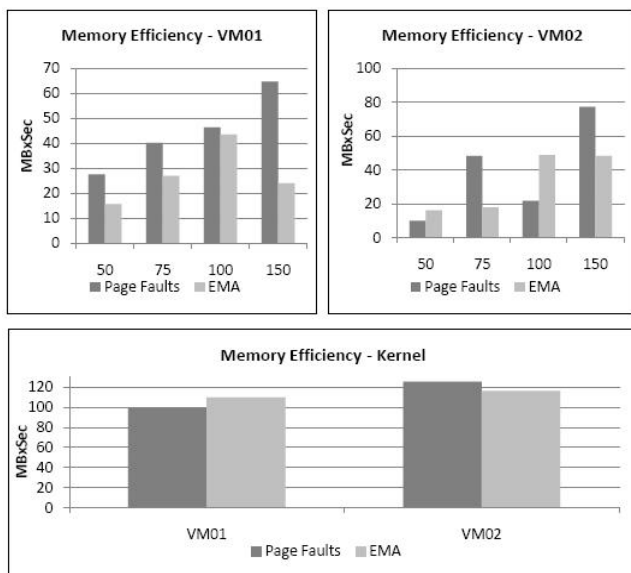 Memory Efficiency - VM01
MBxSec
70
60
50
40
30
20
10
0
50 75 100 150
Page Faults EMA
Memory Efficiency - VM02
MBxSec
100
80
60
40
20
0
50 75 100 150
Page Faults EMA
Memory Efficiency - Kernel
MBxSec
120
100
80
60
40
20
0
VM01 VM02
Page Faults EMA